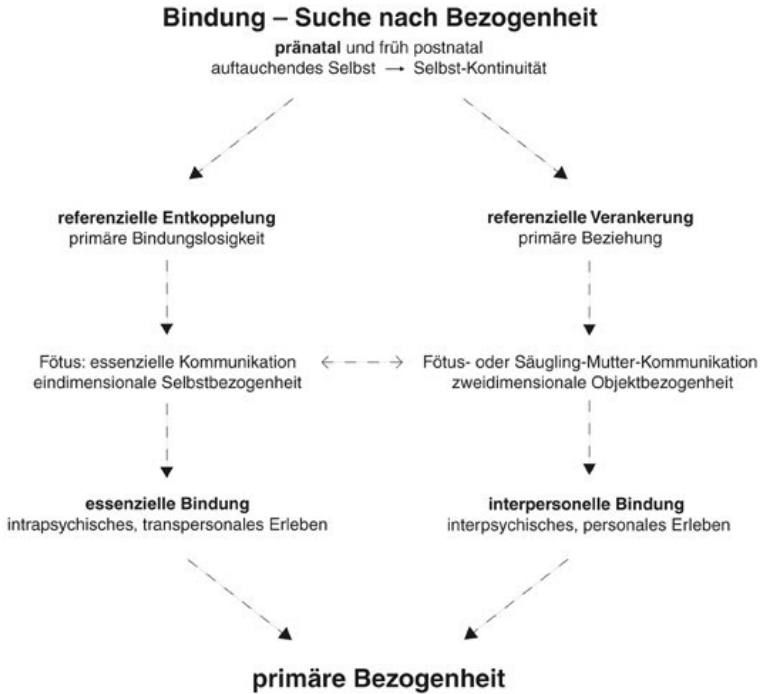 Bindung – Suche nach Bezogenheit
pränatal und früh postnatal
auftauchendes Selbst → Selbst-Kontinuität
referenzielle Entkoppelung
primäre Bindungslosigkeit
referenzielle Verankerung
primäre Beziehung
Fötus: essenzielle Kommunikation
eindimensionale Selbstbezogenheit
Fötus- oder Säugling-Mutter-Kommunikation
zweidimensionale Objektbezogenheit
essenzielle Bindung
intrapsychisches, transpersonales Erleben
interpersonelle Bindung
interpsychisches, personales Erleben
primäre Bezogenheit